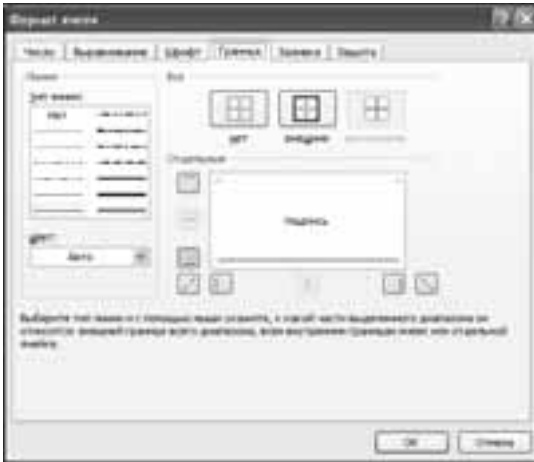 Формат ячеек
Число Выравнивание Шрифт Граница Заливка Защита
Линия
тип линии:
Нет
Все
нет внешние внутренние
Отдельные
Надпись
цвет:
Авто
Выберите тип линии и с помощью мыши укажите, к какой части выделенного диапазона он
относится: внешней границе всего диапазона, всем внутренним границам ячеек или отдельной
ячейке.
ОК Отмена